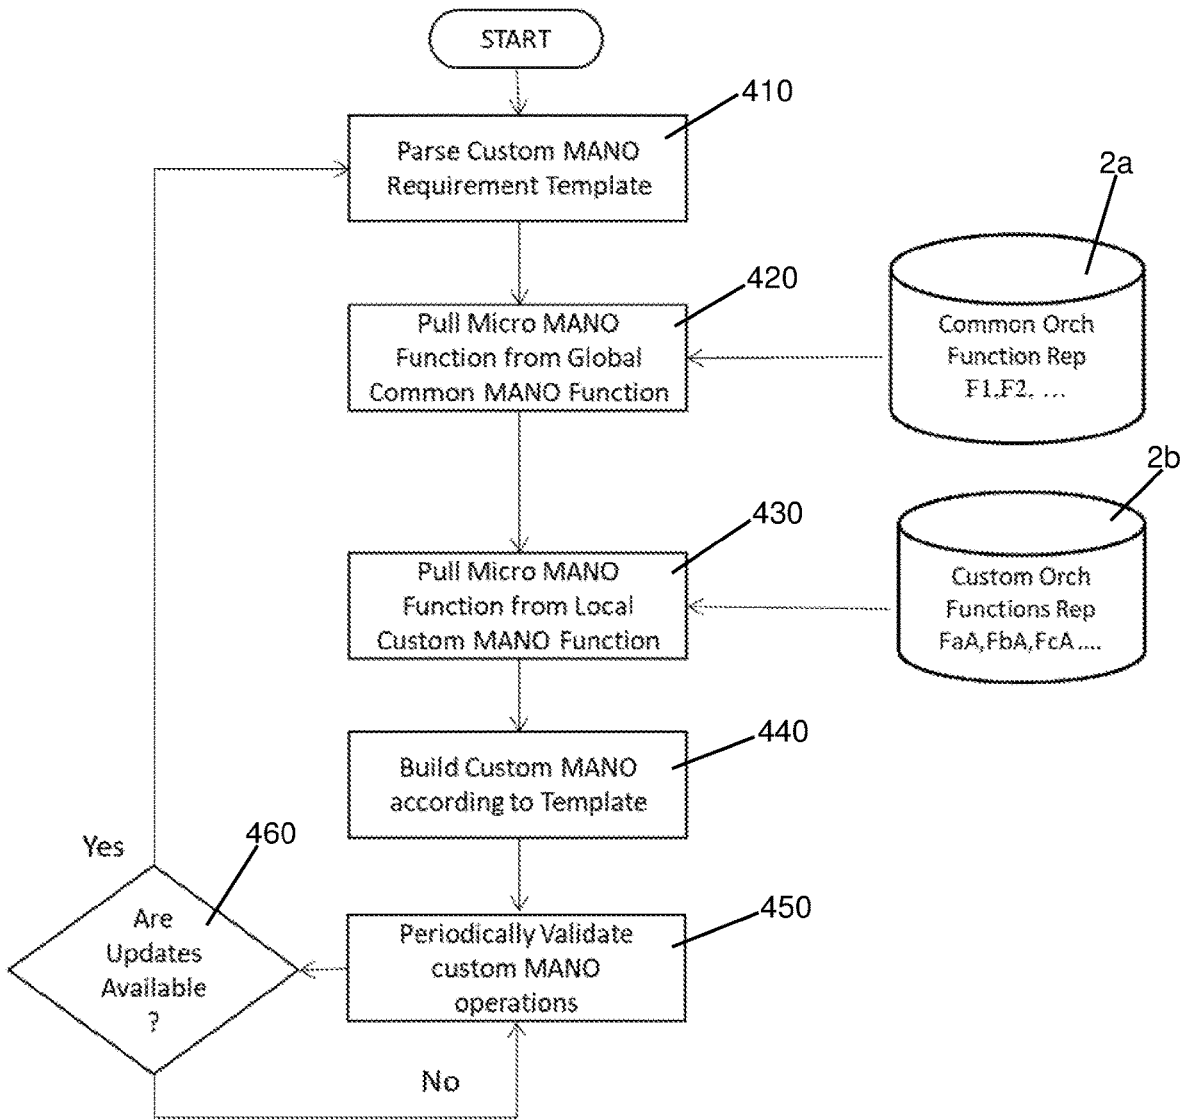 START
410
Parse Custom MANO
Requirement Template
2a
420
Pull Micro MANO
Function from Global
Common MANO Function
Common Orch
Function Rep
F1,F2, ...
2b
430
Pull Micro MANO
Function from Local
Custom MANO Function
Custom Orch
Functions Rep
FaA,FbA,FcA ....
440
Build Custom MANO
according to Template
Yes
460
Are
Updates
Available
?
450
Periodically Validate
custom MANO
operations
No